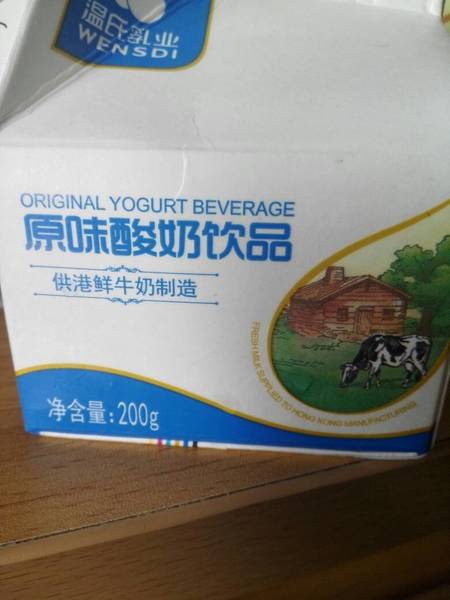 温氏乳业
WENSDI
ORIGINAL YOGURT BEVERAGE
原味酸奶饮品
供港鲜牛奶制造
FRESH MILK SUPPLIED TO HONG KONG MANUFACTURING
净含量:200g